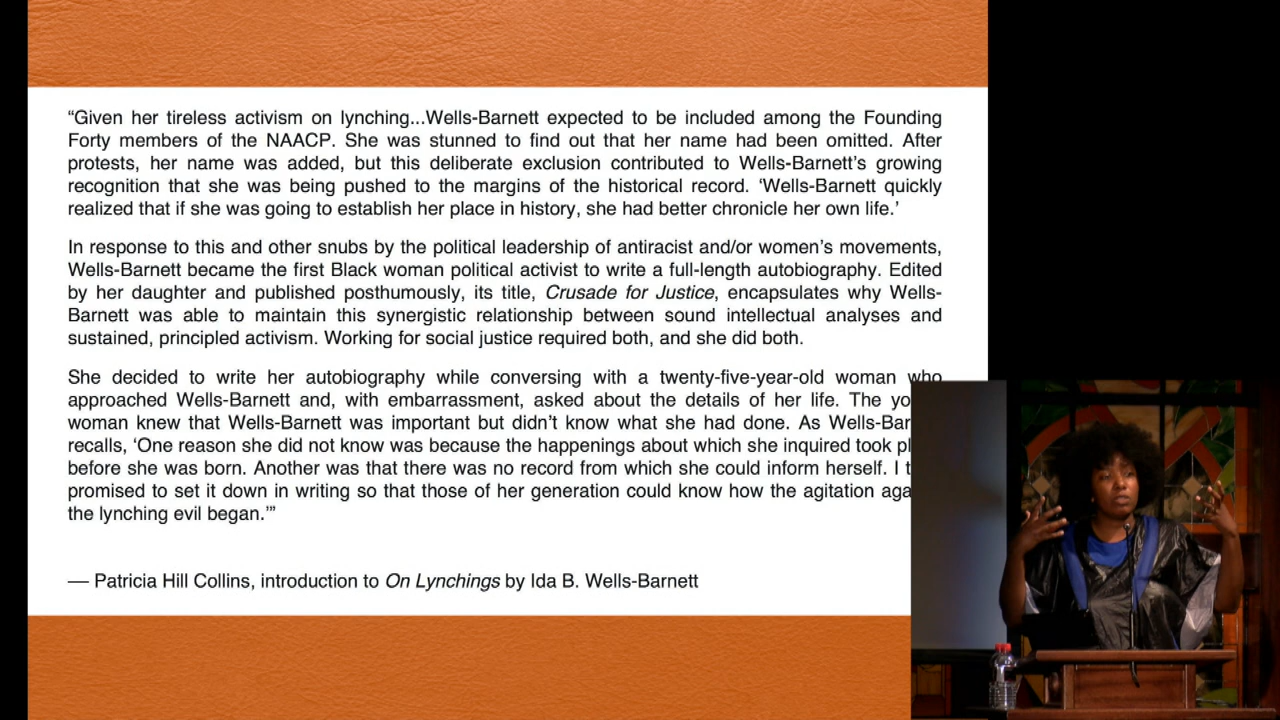 “Given her tireless activism on lynching...Wells-Barnett expected to be included among the Founding
Forty members of the NAACP. She was stunned to find out that her name had been omitted. After
protests, her name was added, but this deliberate exclusion contributed to Wells-Barnett’s growing
recognition that she was being pushed to the margins of the historical record. ‘Wells-Barnett quickly
realized that if she was going to establish her place in history, she had better chronicle her own life.’
In response to this and other snubs by the political leadership of antiracist and/or women’s movements,
Wells-Barnett became the first Black woman political activist to write a full-length autobiography. Edited
by her daughter and published posthumously, its title, Crusade for Justice, encapsulates why Wells-
Barnett was able to maintain this synergistic relationship between sound intellectual analyses and
sustained, principled activism. Working for social justice required both, and she did both.
She decided to write her autobiography while conversing with a twenty-five-year-old woman who
approached Wells-Barnett and, with embarrassment, asked about the details of her life. The yo
woman knew that Wells-Barnett was important but didn’t know what she had done. As Wells-Bar
recalls, ‘One reason she did not know was because the happenings about which she inquired took pl
before she was born. Another was that there was no record from which she could inform herself. I t
promised to set it down in writing so that those of her generation could know how the agitation aga
the lynching evil began.’”
— Patricia Hill Collins, introduction to On Lynchings by Ida B. Wells-Barnett